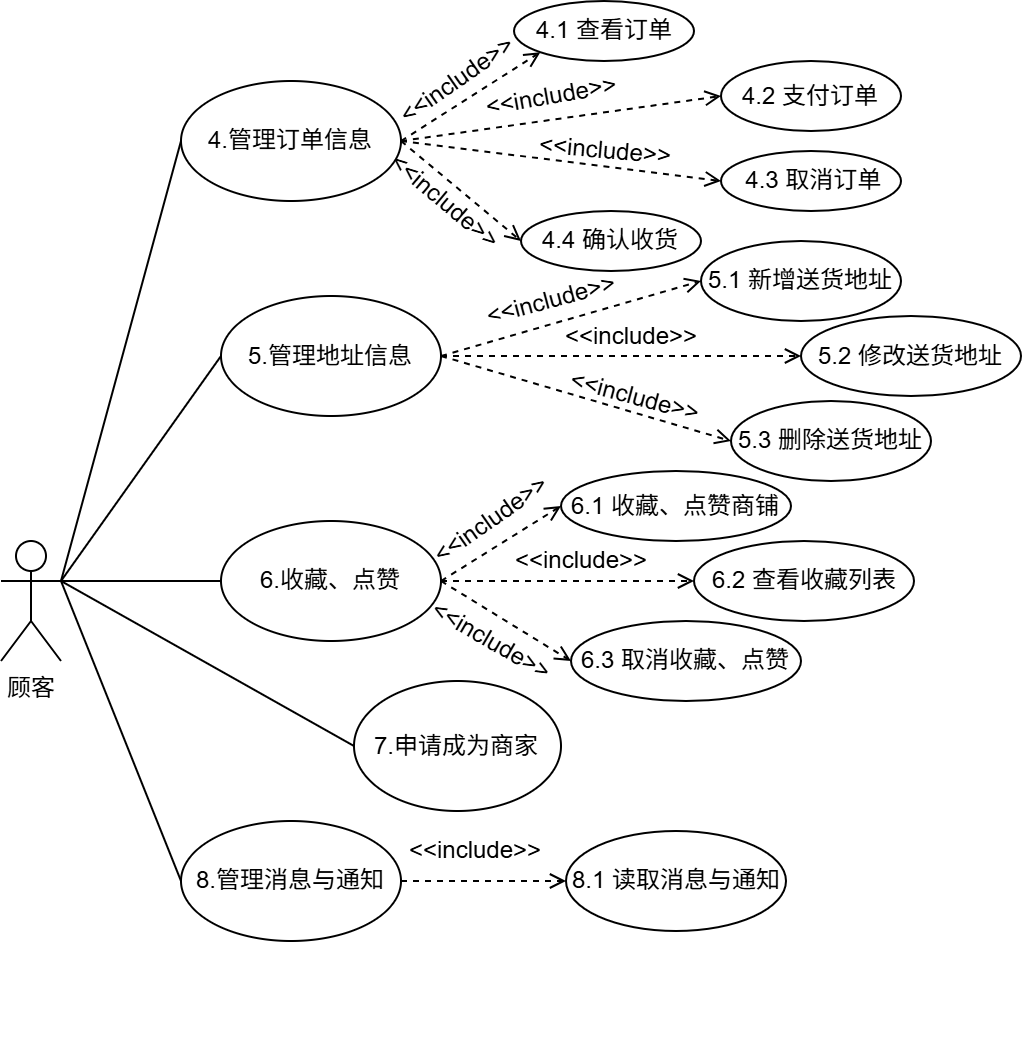 4.1 查看订单
<<include>>
4.2 支付订单
<<include>>
4.管理订单信息
<<include>>
4.3 取消订单
<<include>>
4.4 确认收货
5.1 新增送货地址
<<include>>
<<include>>
5.管理地址信息
5.2 修改送货地址
<<include>>
5.3 删除送货地址
<<include>>
6.1 收藏、点赞商铺
<<include>>
6.收藏、点赞
6.2 查看收藏列表
<<include>>
6.3 取消收藏、点赞
顾客
7.申请成为商家
<<include>>
8.管理消息与通知
8.1 读取消息与通知